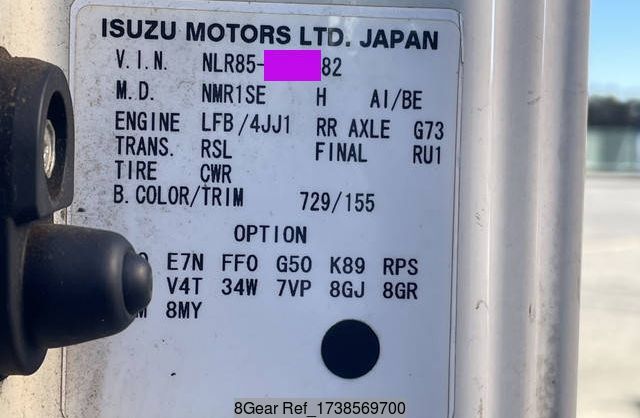 ISUZU MOTORS LTD. JAPAN
V.I.N. NLR85- 82
M.D. NMR1SE H AI/BE
ENGINE LFB/4JJ1 RR AXLE G73
TRANS. RSL FINAL RU1
TIRE CWR
B.COLOR/TRIM 729/155
OPTION
E7N FF0 G50 K89 RPS
V4T 34W 7VP 8GJ 8GR
8MY
8Gear Ref_1738569700